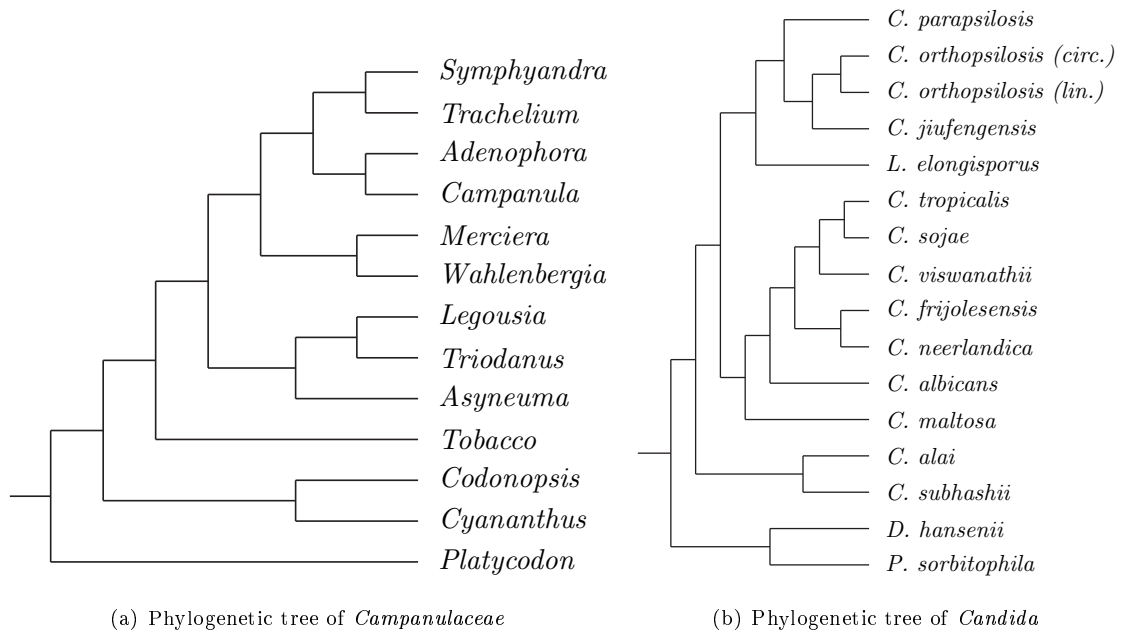 Symphyandra
Trachelium
Adenophora
Campanula
Merciera
Wahlenbergia
Legousia
Triodanus
Asyneuma
Tobacco
Codonopsis
Cyananthus
Platycodon
(a) Phylogenetic tree of Campanulaceae
C. parapsilosis
C. orthopsilosis (circ.)
C. orthopsilosis (lin.)
C. jiufengensis
L. elongisporus
C. tropicalis
C. sojae
C. viswanathii
C. frijolesensis
C. neerlandica
C. albicans
C. maltosa
C. alai
C. subhashii
D. hansenii
P. sorbitophila
(b) Phylogenetic tree of Candida